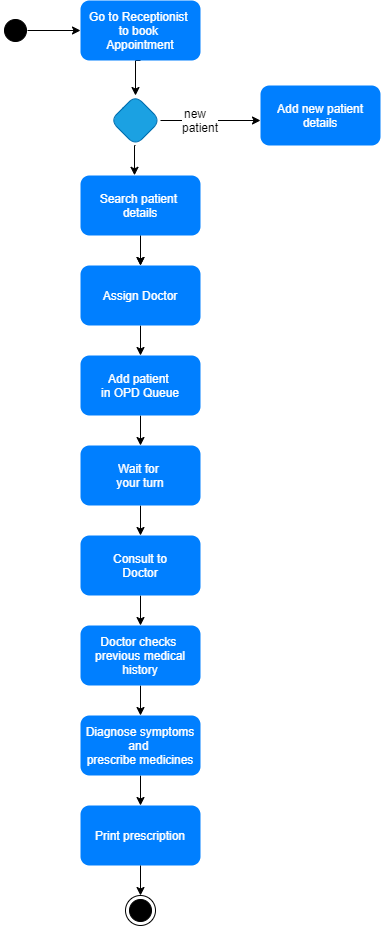 Go to Receptionist
to book
Appointment
new
patient
Add new patient
details
Search patient
details
Assign Doctor
Add patient
in OPD Queue
Wait for
your turn
Consult to
Doctor
Doctor checks
previous medical
history
Diagnose symptoms
and
prescribe medicines
Print prescription